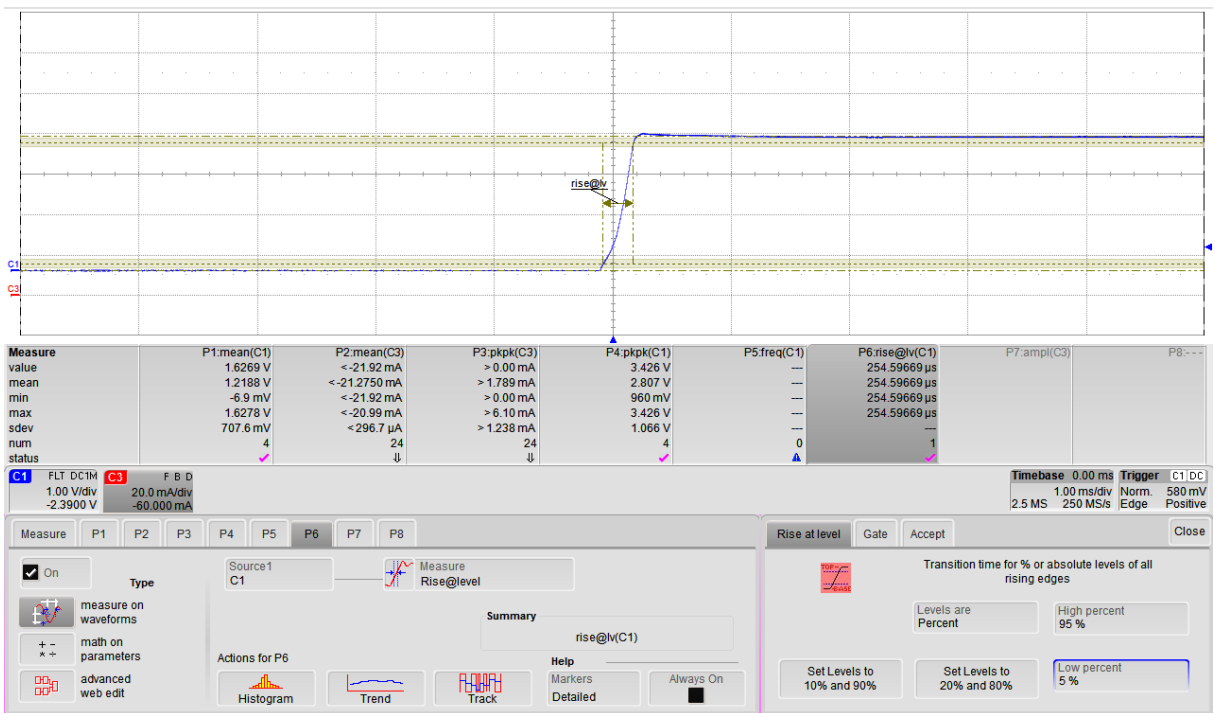 rise@lv
C1
C3
Measure P1:mean(C1) P2:mean(C3) P3:pkpk(C3) P4:pkpk(C1) P5:freq(C1) P6:rise@lv(C1) P7:ampl(C3) P8:---
value 1.6269 V <-21.92 mA > 0.00 mA 3.426 V --- 254.59669 µs
mean 1.2188 V <-21.2750 mA > 1.789 mA 2.807 V --- 254.59669 µs
min -6.9 mV <-21.92 mA > 0.00 mA 960 mV --- 254.59669 µs
max 1.6278 V <-20.99 mA > 6.10 mA 3.426 V --- 254.59669 µs
sdev 707.6 mV <296.7 µA > 1.238 mA 1.066 V --- ---
num 4 24 24 4 0 1
status
C1 FLT DC1M C3 F B D Timebase 0.00 ms Trigger C1 DC
1.00 V/div 20.0 mA/div 1.00 ms/div Norm. 580 mV
-2.3900 V -60.000 mA 2.5 MS 250 MS/s Edge Positive
Measure P1 P2 P3 P4 P5 P6 P7 P8 Rise at level Gate Accept Close
On
Type
measure on
waveforms
math on
parameters
advanced
web edit
Source1
C1
Measure
Rise@level
Summary
rise@lv(C1)
Actions for P6
Histogram
Trend
Track
Help
Markers
Detailed
Always On
TOP
BASE
Transition time for % or absolute levels of all
rising edges
Levels are
Percent
High percent
95 %
Set Levels to
10% and 90%
Set Levels to
20% and 80%
Low percent
5 %